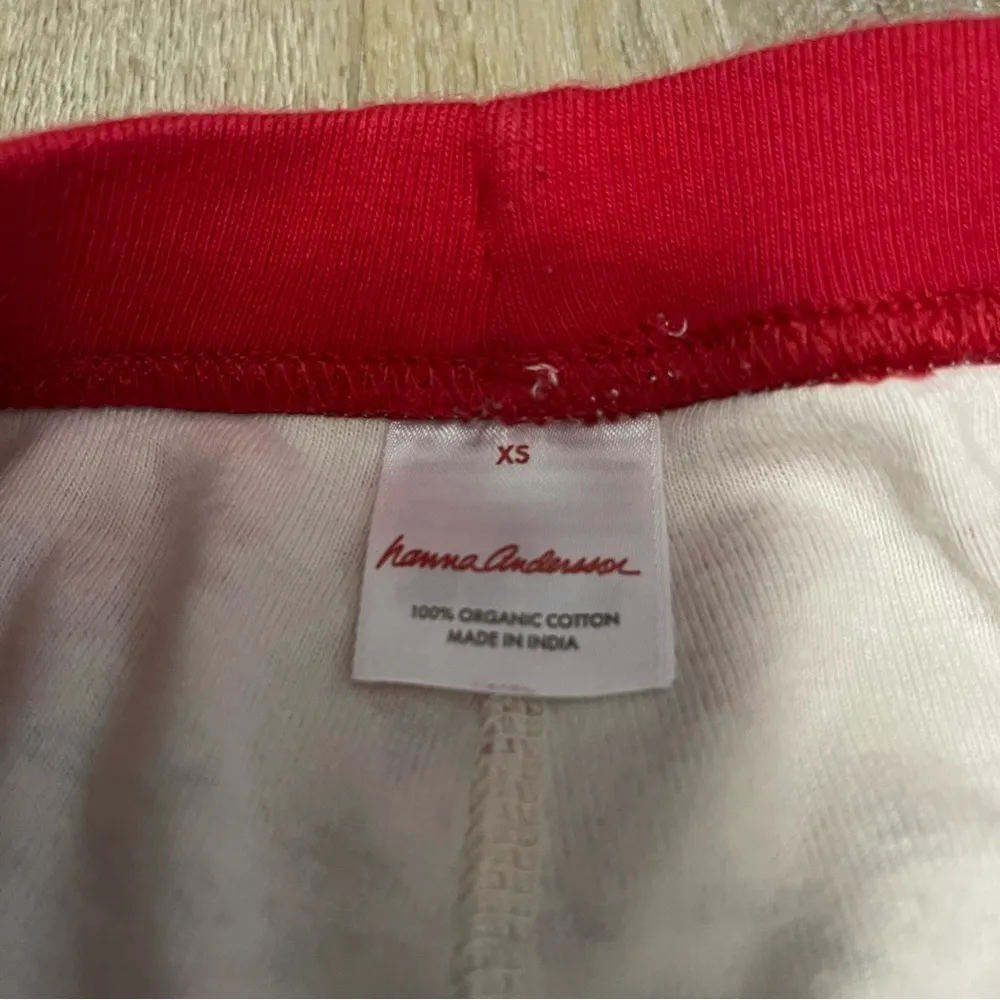 XS
hanna Andersson
100% ORGANIC COTTON
MADE IN INDIA